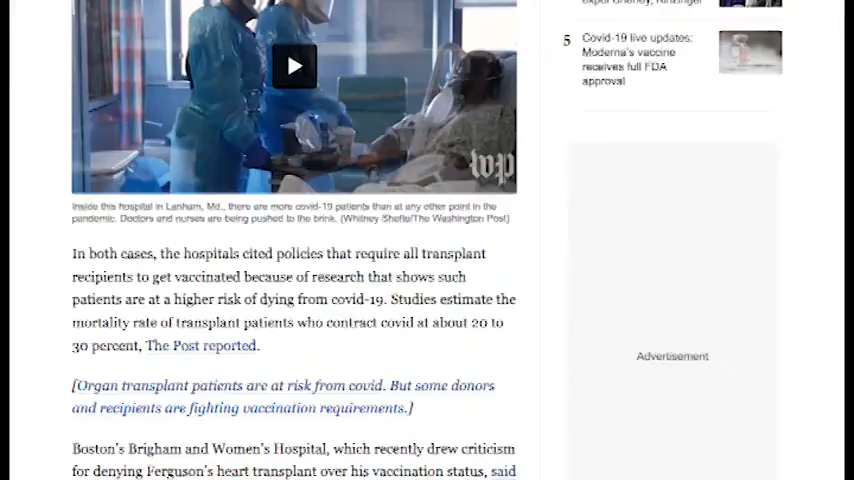 5 Covid-19 live updates:
Moderna's vaccine
receives full FDA
approval
wp
Inside this hospital in Lanham, Md., there are more covid-19 patients than at any other point in the
pandemic. Doctors and nurses are being pushed to the brink. (Whitney Shefte/The Washington Post)
In both cases, the hospitals cited policies that require all transplant
recipients to get vaccinated because of research that shows such
patients are at a higher risk of dying from covid-19. Studies estimate the
mortality rate of transplant patients who contract covid at about 20 to
30 percent, The Post reported.
Advertisement
[Organ transplant patients are at risk from covid. But some donors
and recipients are fighting vaccination requirements.]
Boston's Brigham and Women's Hospital, which recently drew criticism
for denying Ferguson's heart transplant over his vaccination status, said